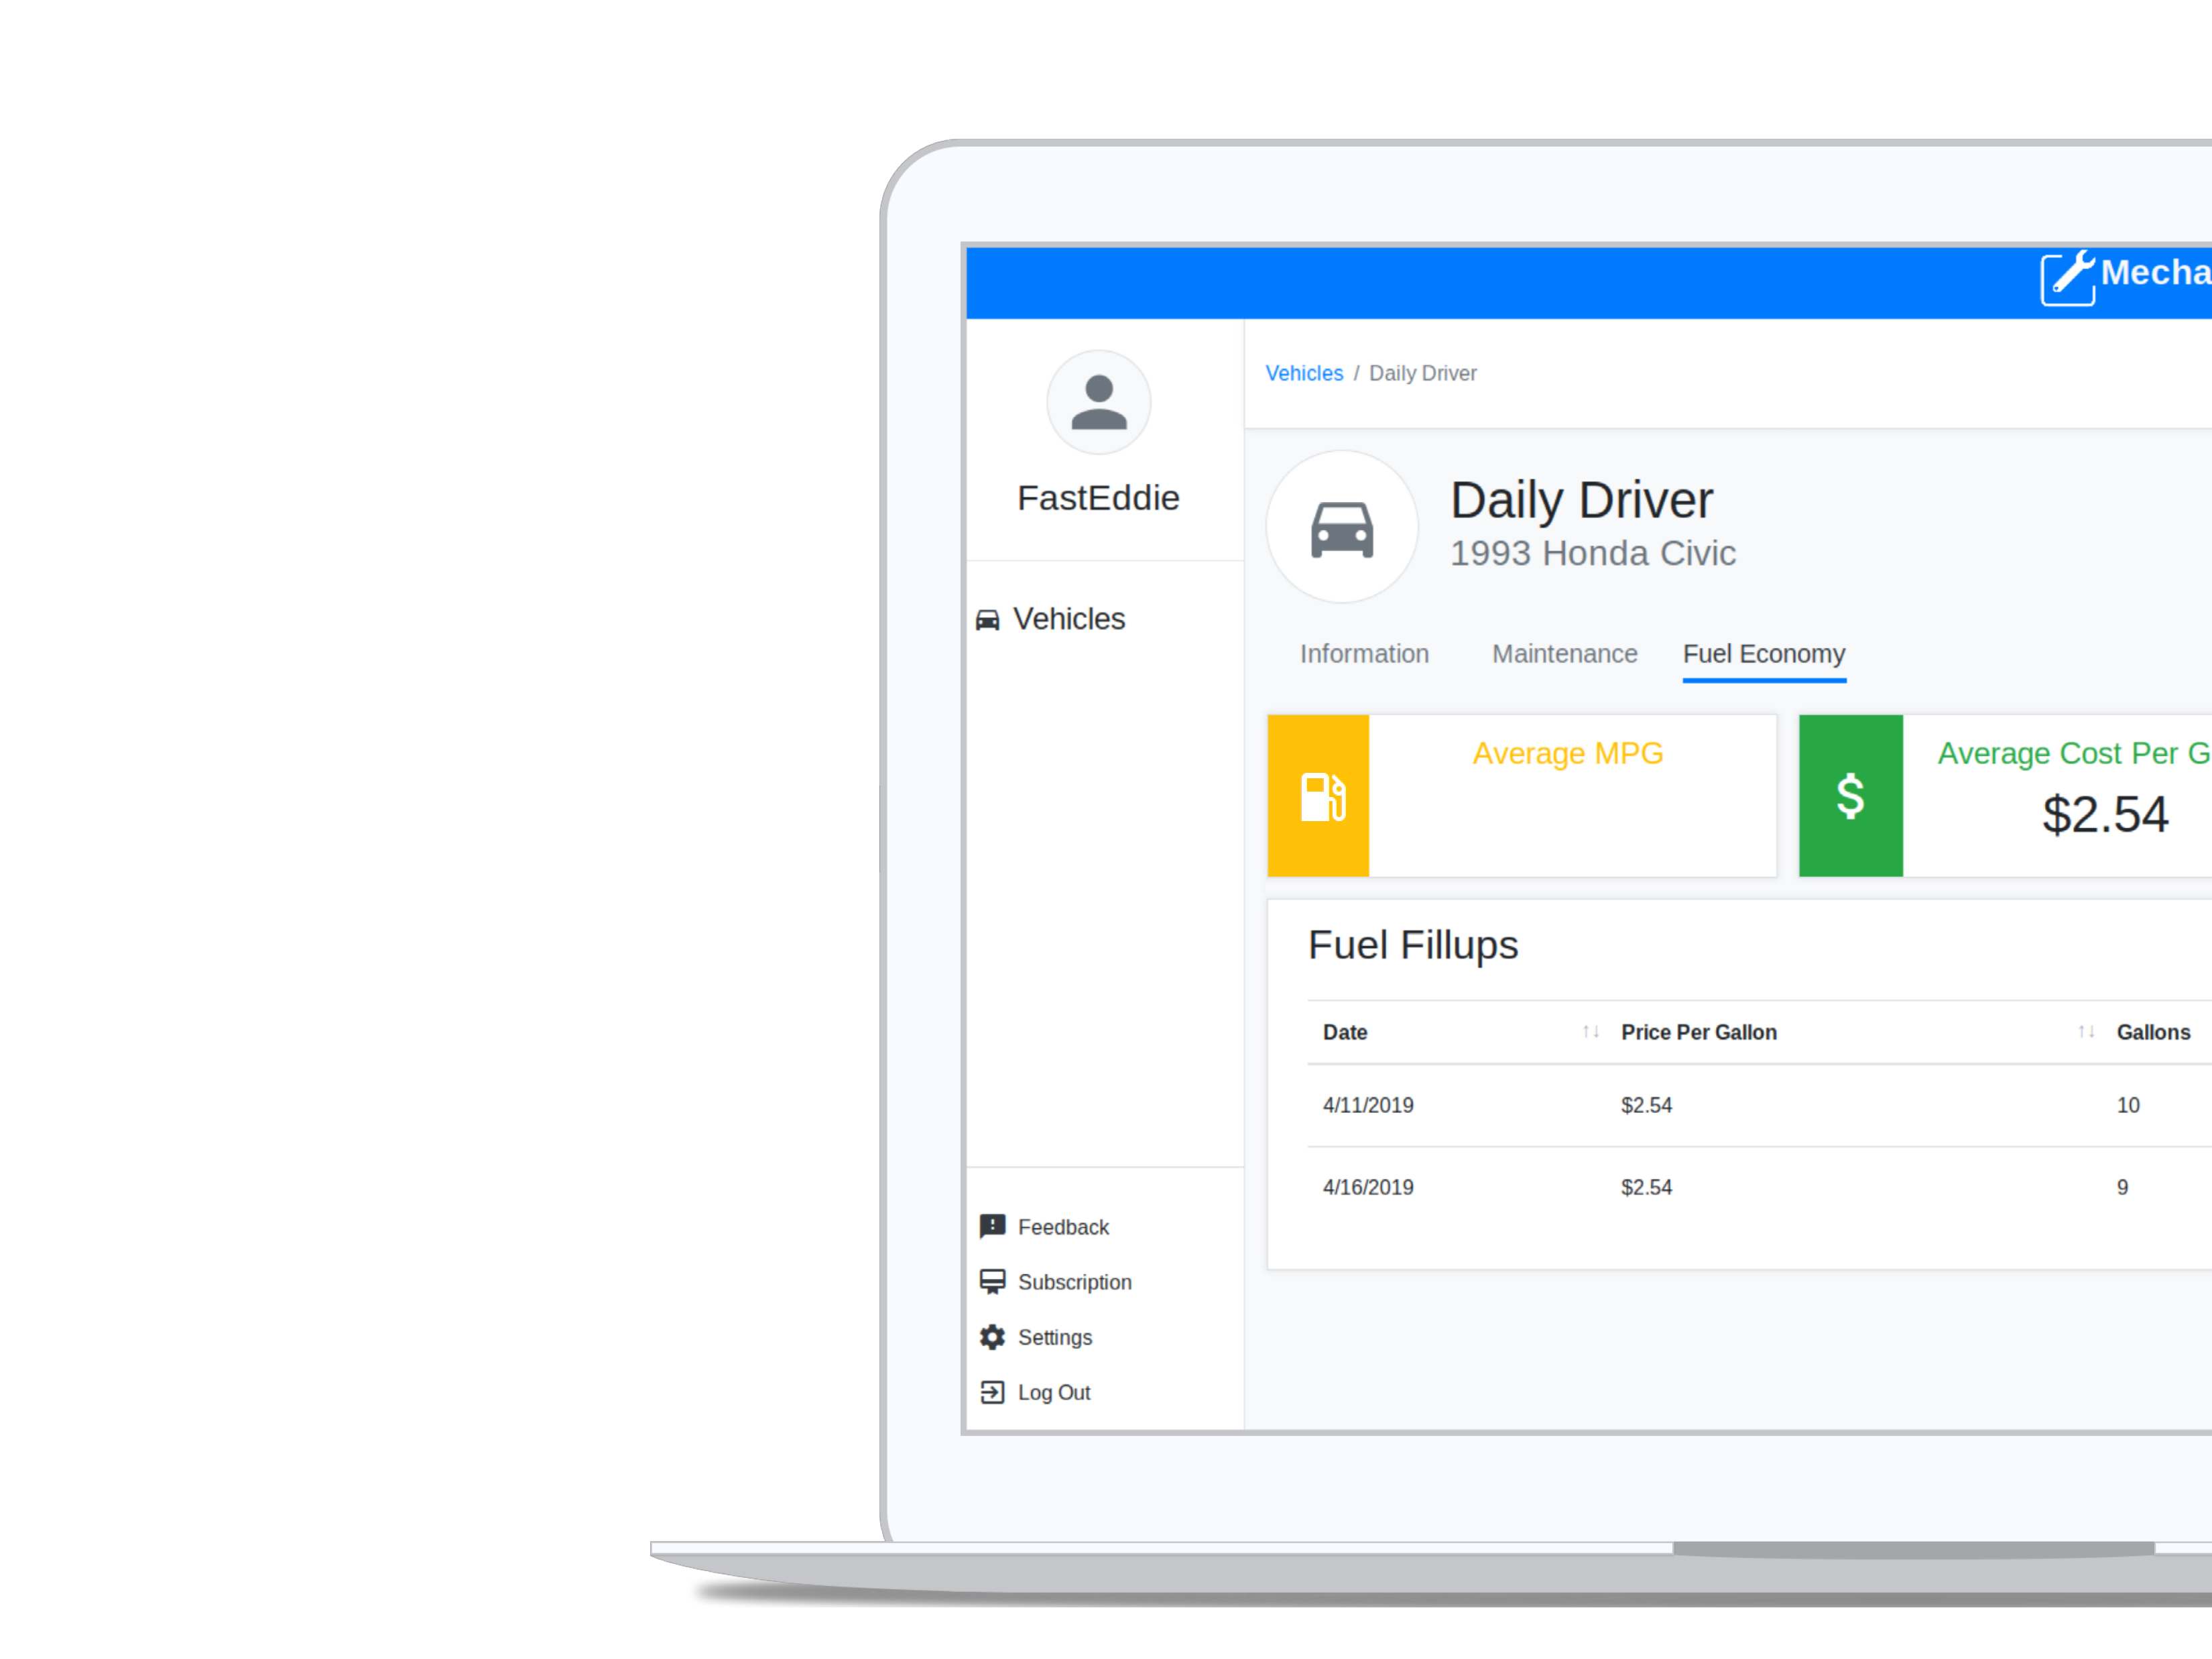 Mecha
Vehicles / Daily Driver
FastEddie
Daily Driver
1993 Honda Civic
Vehicles
Information Maintenance Fuel Economy
Average MPG
Average Cost Per G
$2.54
Fuel Fillups
Date ↑↓ Price Per Gallon ↑↓ Gallons
4/11/2019 $2.54 10
4/16/2019 $2.54 9
Feedback
Subscription
Settings
Log Out